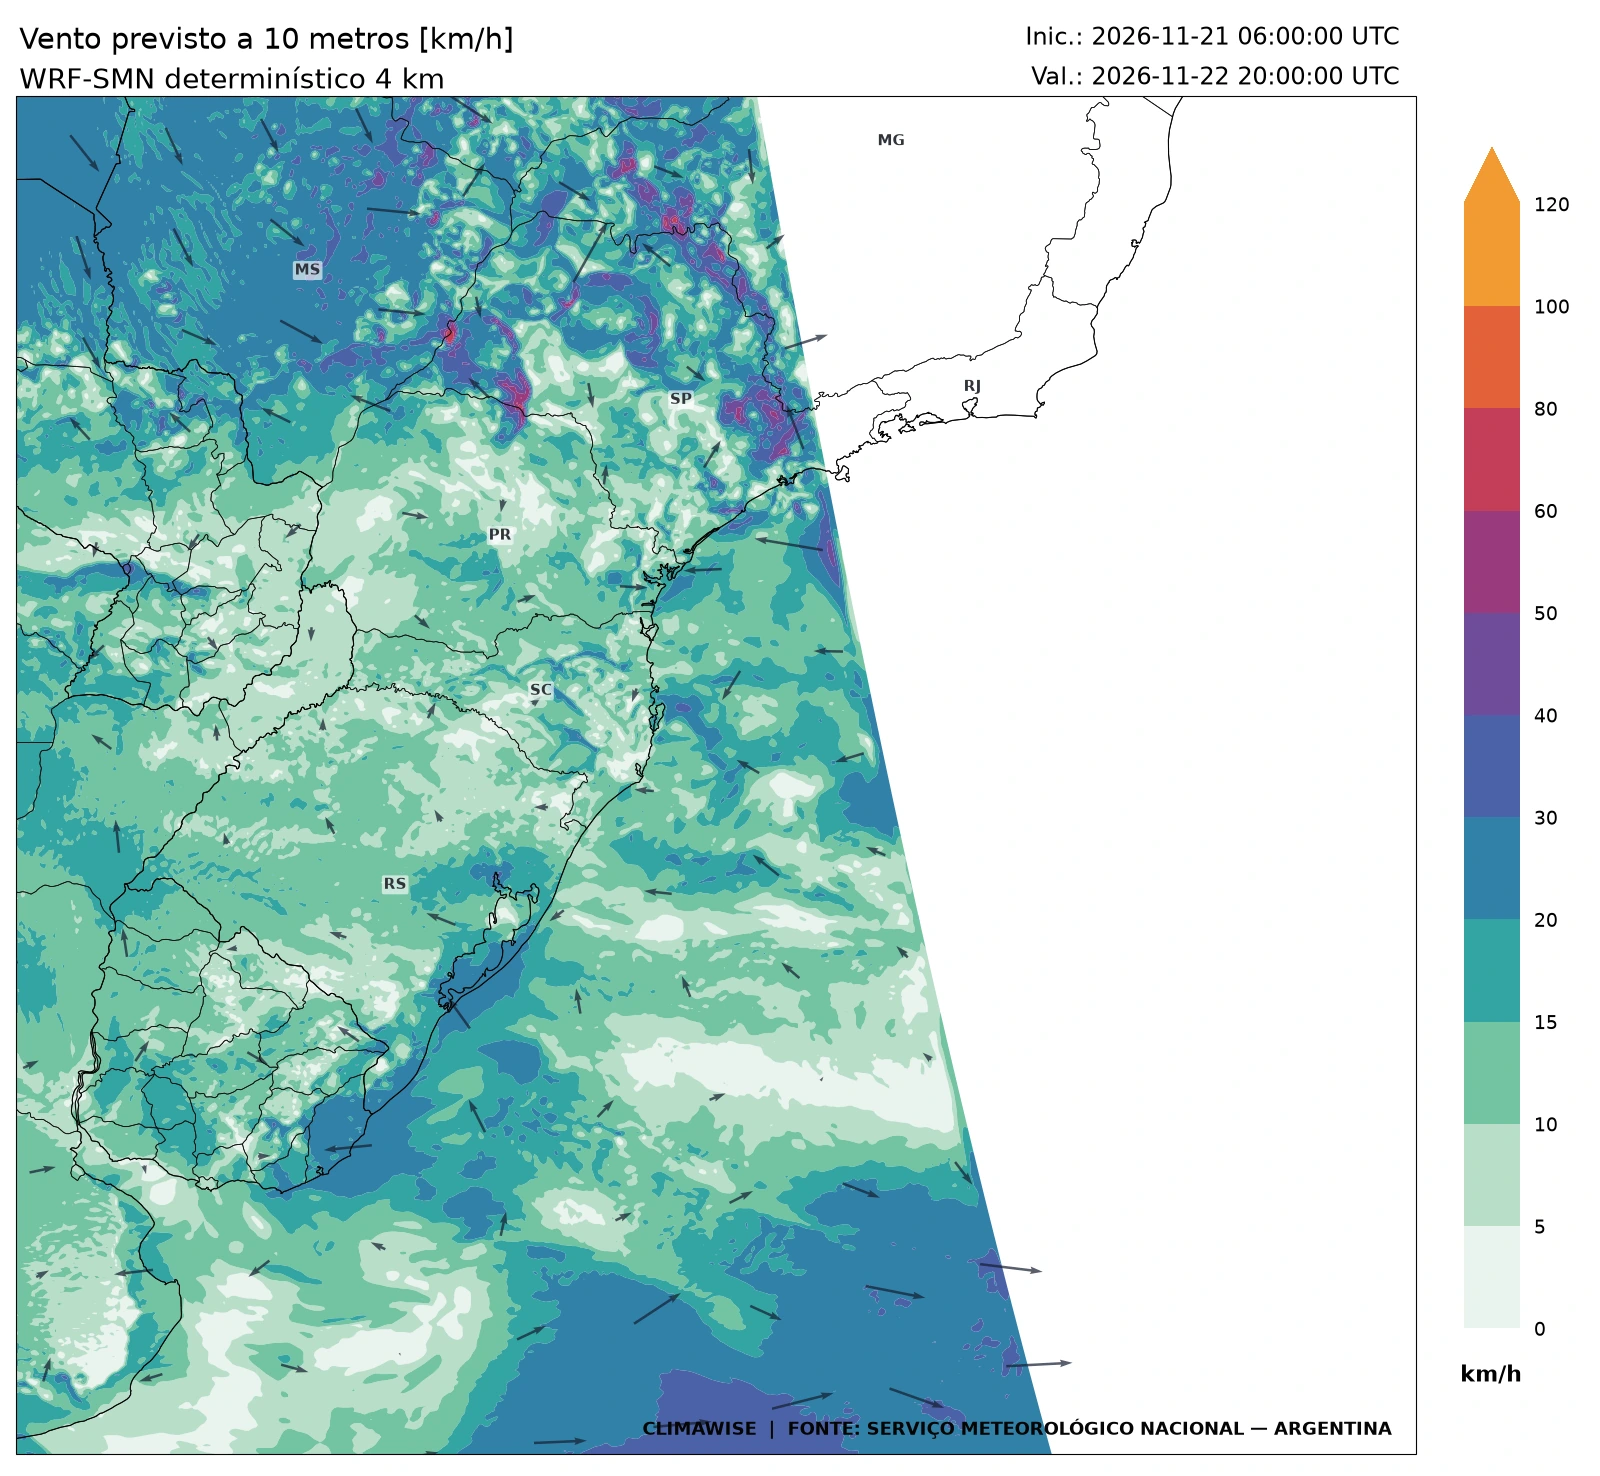 Vento previsto a 10 metros [km/h]
WRF-SMN determinístico 4 km
Inic.: 2026-11-21 06:00:00 UTC
Val.: 2026-11-22 20:00:00 UTC
MG
MS
RJ
SP
PR
SC
RS
120
100
80
60
50
40
30
20
15
10
5
0
km/h
CLIMAWISE | FONTE: SERVIÇO METEOROLÓGICO NACIONAL — ARGENTINA